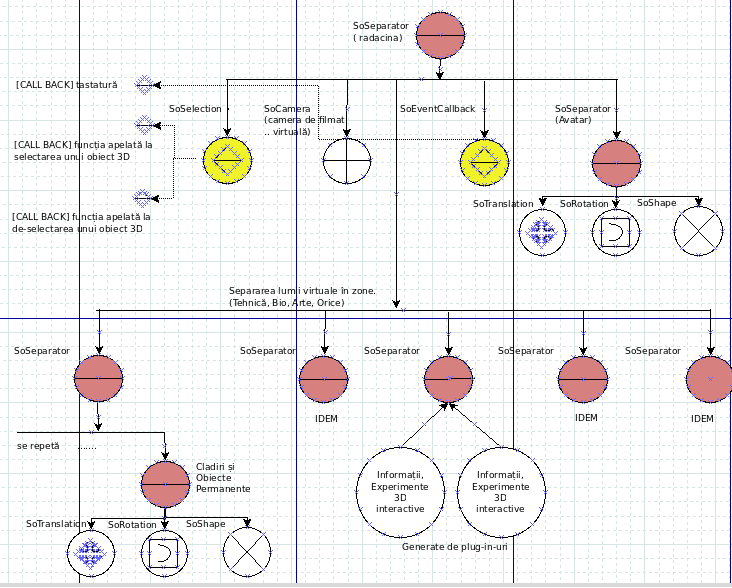 SoSeparator
( radacina)
[CALL BACK] tastatură
SoSelection
SoCamera
(camera de filmat
.. virtuală)
SoEventCallback
SoSeparator
(Avatar)
[CALL BACK] funcția apelată la
selectarea unui obiect 3D
[CALL BACK] funcția apelată la
de-selectarea unui obiect 3D
SoTranslation
SoRotation
SoShape
Separarea lumii virtuale în zone.
(Tehnică, Bio, Arte, Orice)
SoSeparator
SoSeparator
SoSeparator
SoSeparator
SoSeparator
IDEM
IDEM
IDEM
se repetă ......
Cladiri și
Obiecte
Permanente
Informații,
Experimente
3D
interactive
Informații,
Experimente
3D
interactive
SoTranslation
SoRotation
SoShape
Generate de plug-in-uri